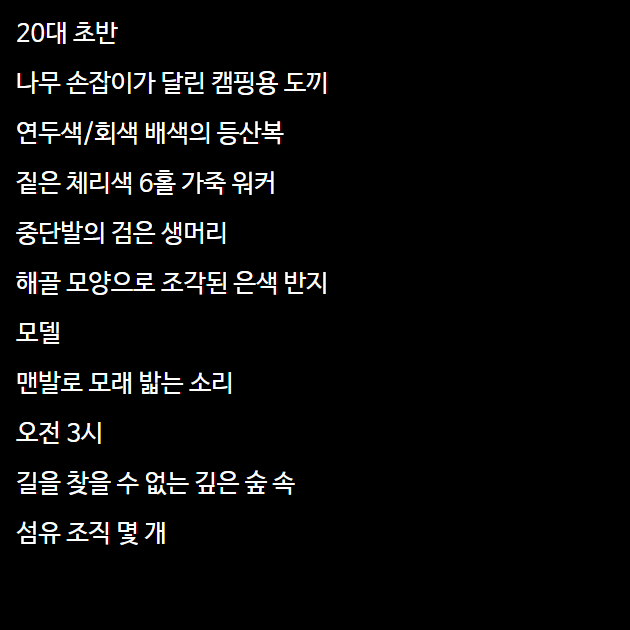 20대 초반
나무 손잡이가 달린 캠핑용 도끼
연두색/회색 배색의 등산복
짙은 체리색 6홀 가죽 워커
중단발의 검은 생머리
해골 모양으로 조각된 은색 반지
모델
맨발로 모래 밟는 소리
오전 3시
길을 찾을 수 없는 깊은 숲 속
섬유 조직 몇 개